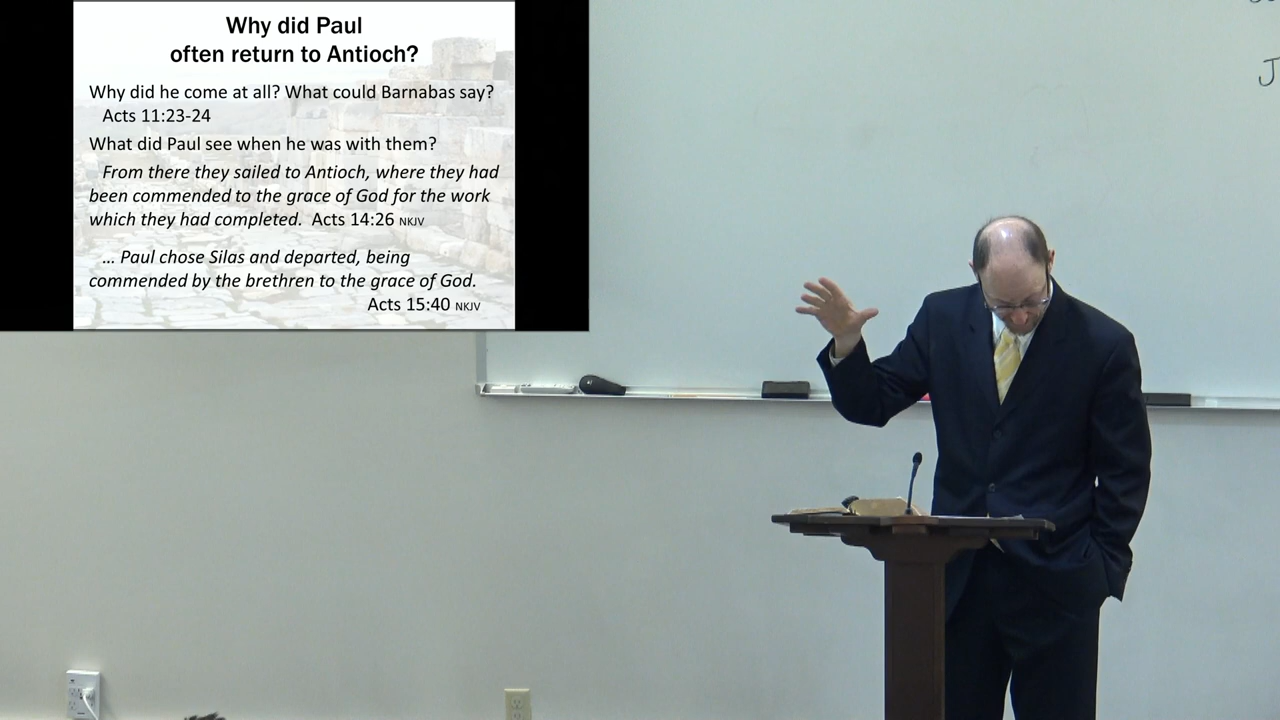 Why did Paul
often return to Antioch?
Why did he come at all? What could Barnabas say?
Acts 11:23-24
What did Paul see when he was with them?
From there they sailed to Antioch, where they had
been commended to the grace of God for the work
which they had completed. Acts 14:26 NKJV
... Paul chose Silas and departed, being
commended by the brethren to the grace of God.
Acts 15:40 NKJV
J